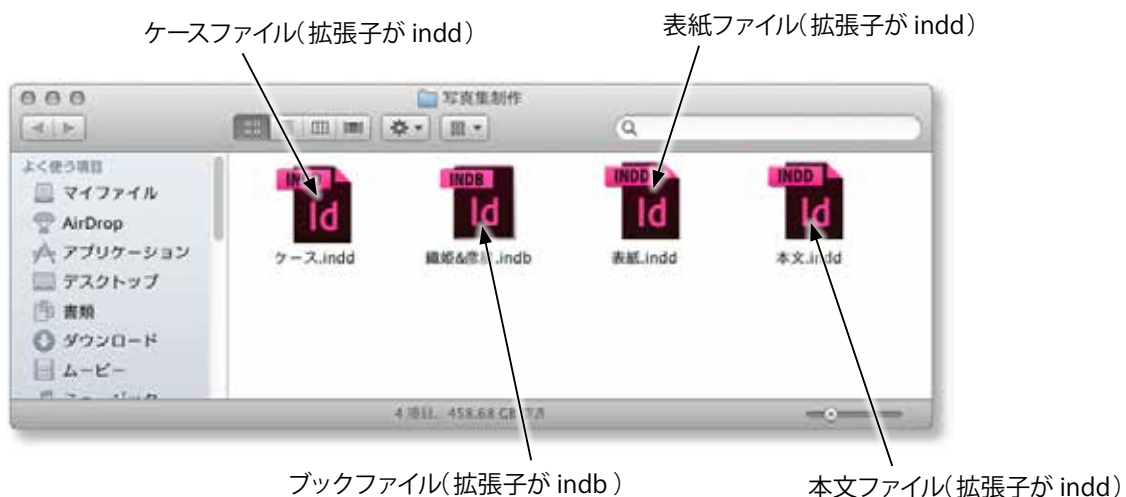 ケースファイル（拡張子が indd）
表紙ファイル（拡張子が indd）
写真集制作
よく使う項目
マイファイル
AirDrop
アプリケーション
デスクトップ
書類
ダウンロード
ムービー
INDB
INDD
INDD
Id
Id
Id
Id
ケース.indd
織姫&彦星.indb
表紙.indd
本文.indd
4 項目、458.68 GB
ブックファイル（拡張子が indb ）
本文ファイル（拡張子が indd）